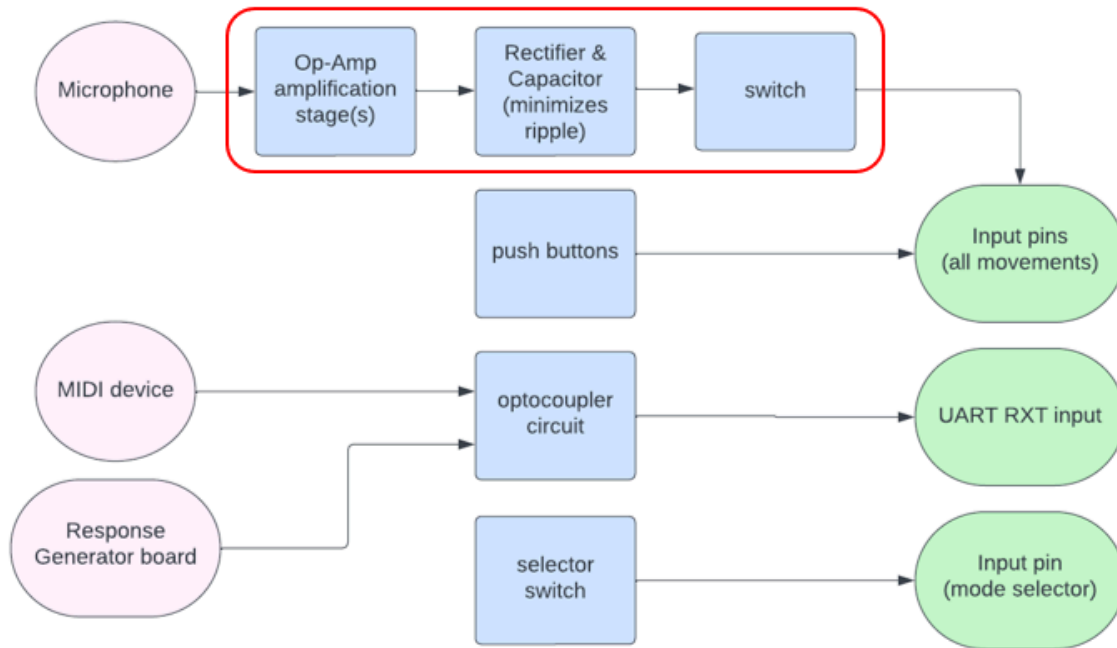 Microphone
Op-Amp
amplification
stage(s)
Rectifier &
Capacitor
(minimizes
ripple)
switch
push buttons
Input pins
(all movements)
MIDI device
optocoupler
circuit
UART RXT input
Response
Generator board
selector
switch
Input pin
(mode selector)